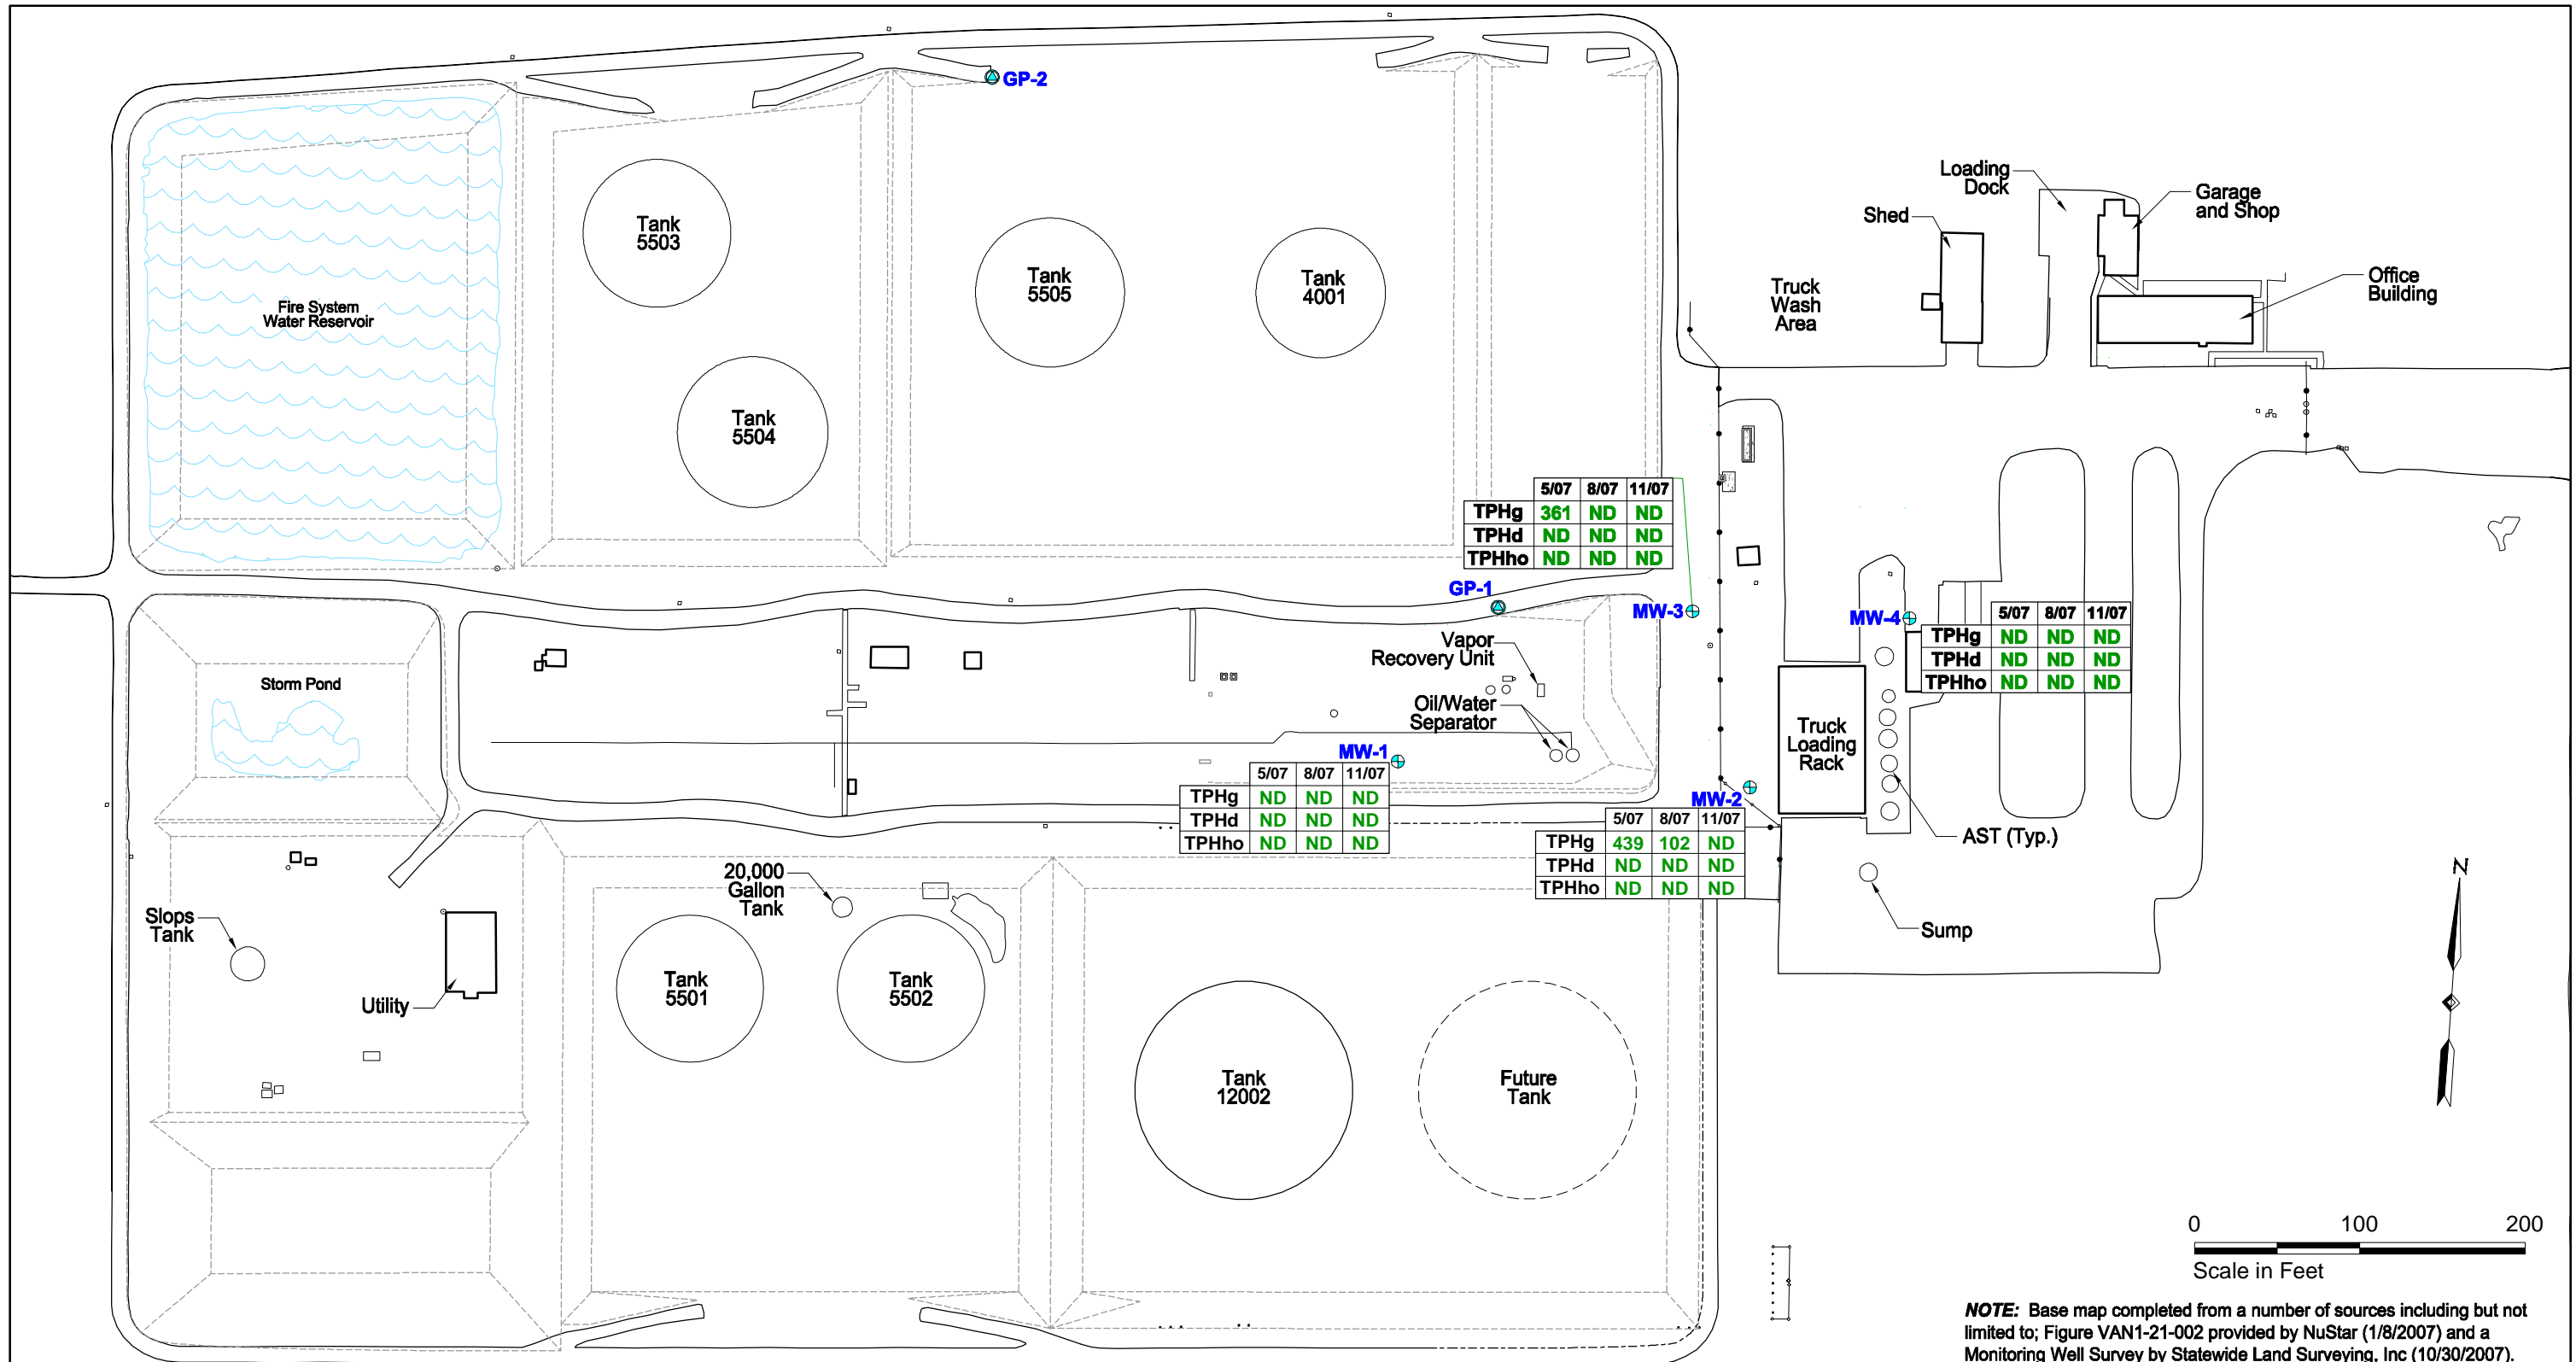 GP-2
Loading
Dock
Garage
and Shop
Shed
Tank
5503
Tank
5505
Tank
4001
Truck
Wash
Area
Office
Building
Fire System
Water Reservoir
Tank
5504
5/07 8/07 11/07
TPHg 361 ND ND
TPHd ND ND ND
TPHho ND ND ND
GP-1
MW-3
MW-4
5/07 8/07 11/07
TPHg ND ND ND
TPHd ND ND ND
TPHho ND ND ND
Vapor
Recovery Unit
Storm Pond
Oil/Water
Separator
Truck
Loading
Rack
MW-1
5/07 8/07 11/07
TPHg ND ND ND
TPHd ND ND ND
TPHho ND ND ND
MW-2
5/07 8/07 11/07
TPHg 439 102 ND
TPHd ND ND ND
TPHho ND ND ND
AST (Typ.)
20,000
Gallon
Tank
N
Slops
Tank
Sump
Tank
5501
Tank
5502
Utility
Tank
12002
Future
Tank
0 100 200
Scale in Feet
NOTE: Base map completed from a number of sources including but not
limited to; Figure VAN1-21-002 provided by NuStar (1/8/2007) and a
Monitoring Well Survey by Statewide Land Surveying, Inc (10/30/2007).